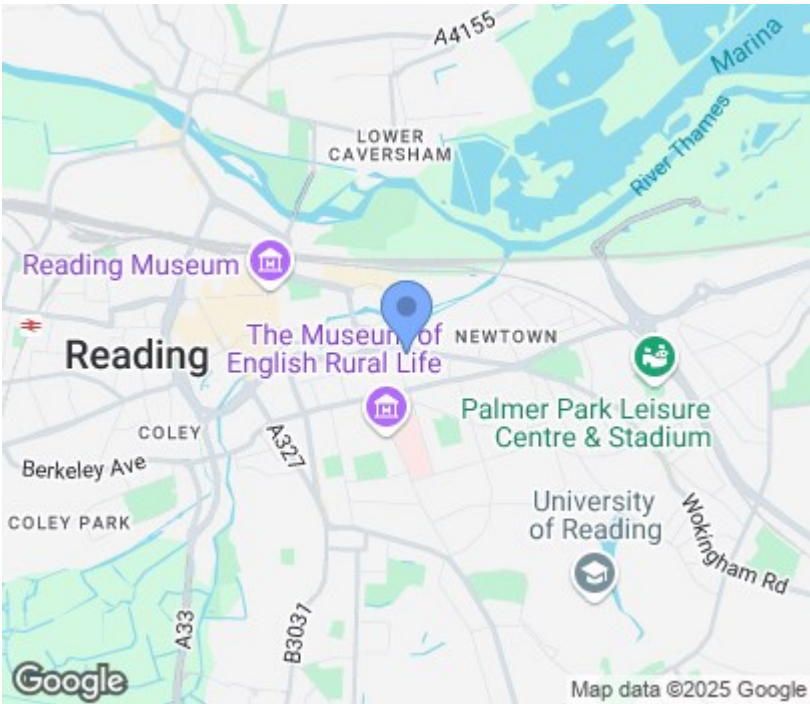 A4155
Marina
LOWER
CAVERSHAM
River Thames
Reading Museum
The Museum of
English Rural Life
NEWTOWN
Reading
Palmer Park Leisure
Centre & Stadium
COLEY
A327
Berkeley Ave
University
of Reading
COLEY PARK
Wokingham Rd
A33
B3031
Google
Map data ©2025 Google